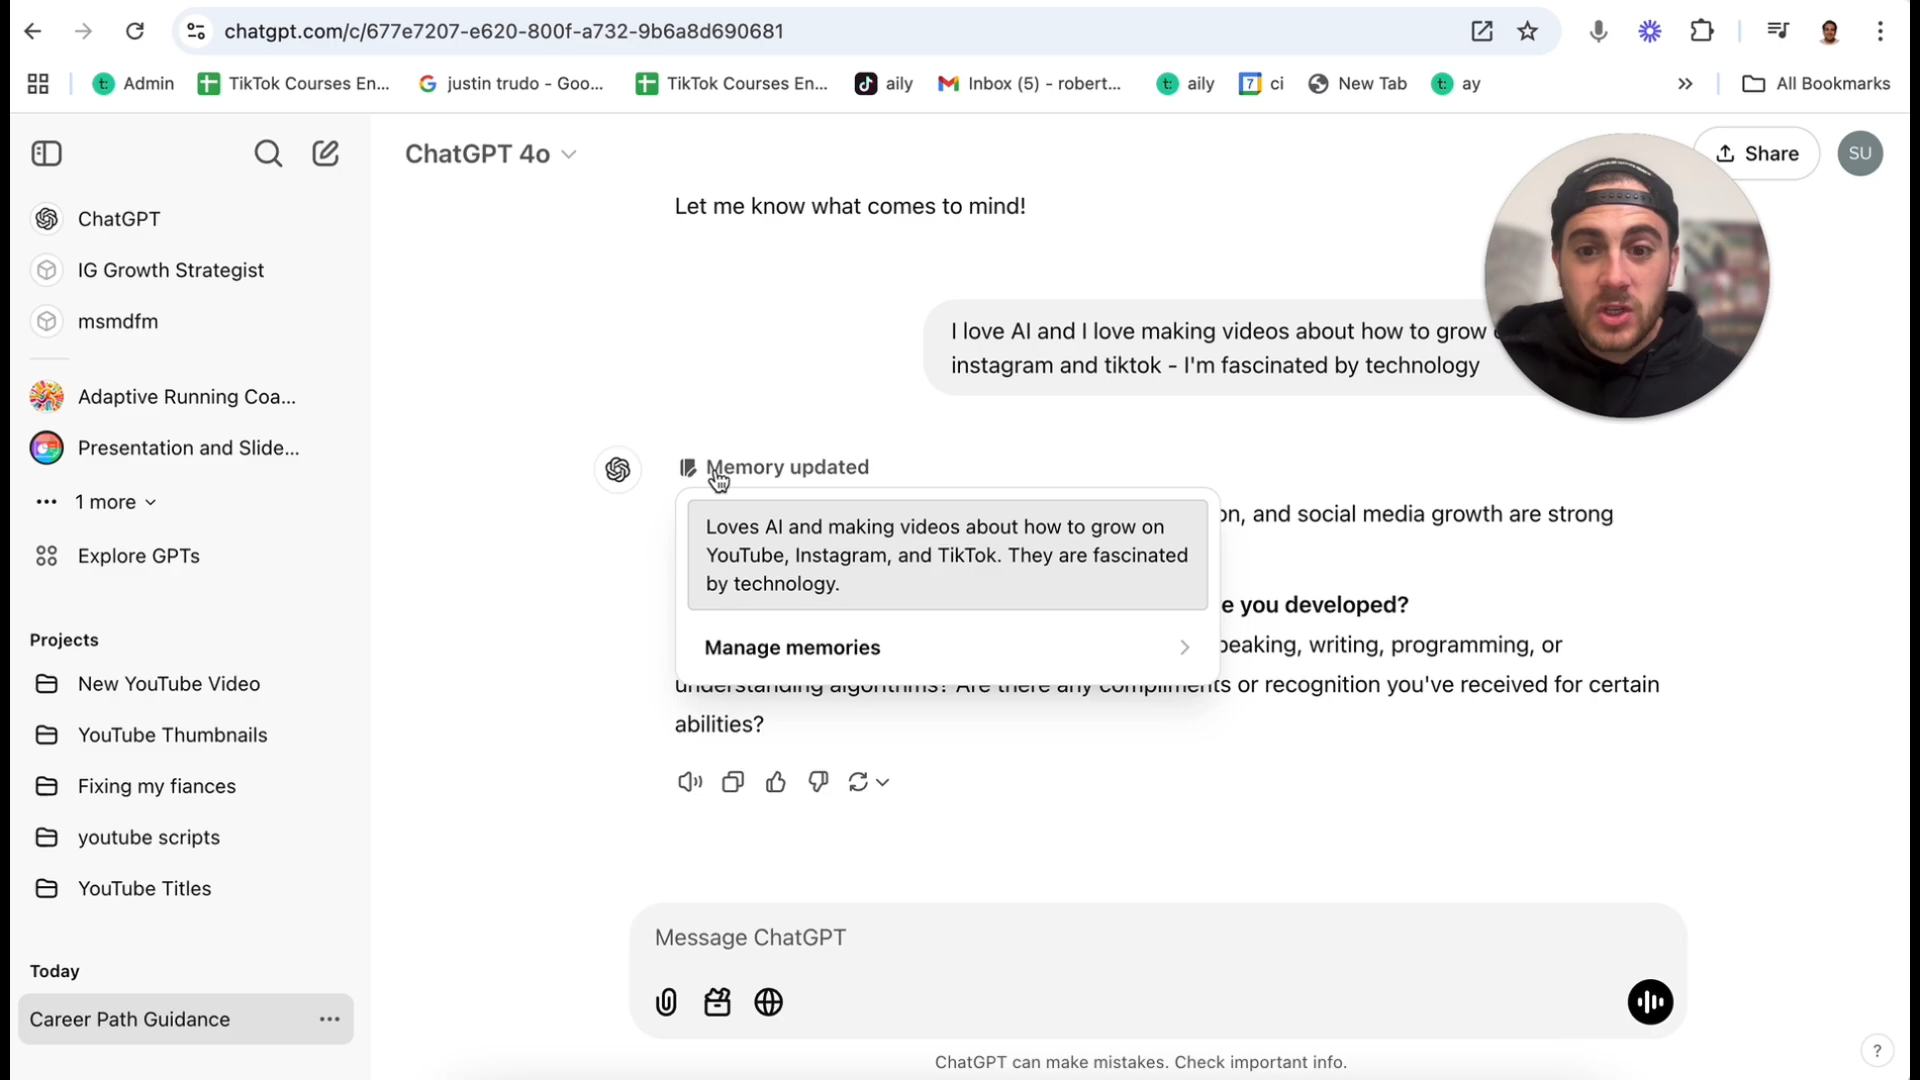 chatgpt.com/c/677e7207-e620-800f-a732-9b6a8d690681
Admin
TikTok Courses En...
justin trudo - Goo...
TikTok Courses En...
aily
Inbox (5) - robert...
aily
7
ci
New Tab
ay
All Bookmarks
ChatGPT 4o
Share
SU
ChatGPT
IG Growth Strategist
msmdfm
Adaptive Running Coa...
Presentation and Slide...
1 more
Explore GPTs
Projects
New YouTube Video
YouTube Thumbnails
Fixing my fiances
youtube scripts
YouTube Titles
Today
Career Path Guidance
Let me know what comes to mind!
I love AI and I love making videos about how to grow
instagram and tiktok - I'm fascinated by technology
Memory updated
Loves AI and making videos about how to grow on
YouTube, Instagram, and TikTok. They are fascinated
by technology.
Manage memories
on, and social media growth are strong
e you developed?
peaking, writing, programming, or
understanding algorithms? Are there any compliments or recognition you've received for certain
abilities?
Message ChatGPT
ChatGPT can make mistakes. Check important info.
?